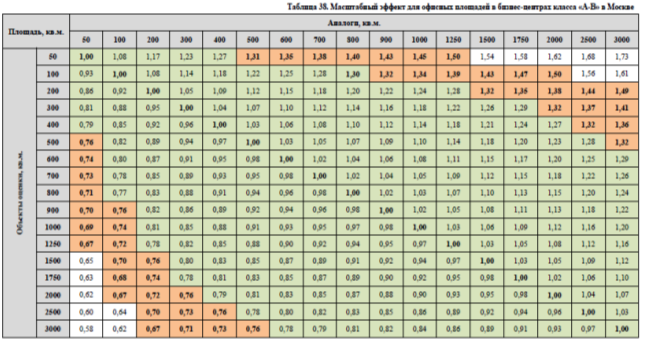 Таблица 38. Масштабный эффект для офисных площадей в бизнес-центрах класса «А-В» в Москве
Площадь, кв.м. Аналоги, кв.м.
50 100 200 300 400 500 600 700 800 900 1000 1250 1500 1750 2000 2500 3000
Объекты оценки, кв.м.
50 1,00 1,08 1,17 1,23 1,27 1,31 1,35 1,38 1,40 1,43 1,45 1,50 1,54 1,58 1,62 1,68 1,73
100 0,93 1,00 1,08 1,14 1,18 1,22 1,25 1,28 1,30 1,32 1,34 1,39 1,43 1,47 1,50 1,56 1,61
200 0,86 0,92 1,00 1,05 1,09 1,12 1,15 1,18 1,20 1,22 1,24 1,28 1,32 1,35 1,38 1,44 1,49
300 0,81 0,88 0,95 1,00 1,04 1,07 1,10 1,12 1,14 1,16 1,18 1,22 1,26 1,29 1,32 1,37 1,41
400 0,79 0,85 0,92 0,96 1,00 1,03 1,06 1,08 1,10 1,12 1,14 1,18 1,21 1,24 1,27 1,32 1,36
500 0,76 0,82 0,89 0,94 0,97 1,00 1,03 1,05 1,07 1,09 1,10 1,14 1,18 1,20 1,23 1,28 1,32
600 0,74 0,80 0,87 0,91 0,95 0,98 1,00 1,02 1,04 1,06 1,08 1,11 1,15 1,17 1,20 1,25 1,29
700 0,73 0,78 0,85 0,89 0,93 0,95 0,98 1,00 1,02 1,04 1,05 1,09 1,12 1,15 1,18 1,22 1,26
800 0,71 0,77 0,83 0,88 0,91 0,94 0,96 0,98 1,00 1,02 1,03 1,07 1,10 1,13 1,15 1,20 1,24
900 0,70 0,76 0,82 0,86 0,89 0,92 0,94 0,96 0,98 1,00 1,02 1,05 1,08 1,11 1,13 1,18 1,22
1000 0,69 0,74 0,81 0,85 0,88 0,91 0,93 0,95 0,97 0,98 1,00 1,03 1,06 1,09 1,12 1,16 1,20
1250 0,67 0,72 0,78 0,82 0,85 0,88 0,90 0,92 0,94 0,95 0,97 1,00 1,03 1,05 1,08 1,12 1,16
1500 0,65 0,70 0,76 0,80 0,83 0,85 0,87 0,89 0,91 0,92 0,94 0,97 1,00 1,03 1,05 1,09 1,12
1750 0,63 0,68 0,74 0,78 0,81 0,83 0,85 0,87 0,89 0,90 0,92 0,95 0,98 1,00 1,02 1,06 1,10
2000 0,62 0,67 0,72 0,76 0,79 0,81 0,83 0,85 0,87 0,88 0,90 0,93 0,95 0,98 1,00 1,04 1,07
2500 0,60 0,64 0,70 0,73 0,76 0,78 0,80 0,82 0,83 0,85 0,86 0,89 0,92 0,94 0,96 1,00 1,03
3000 0,58 0,62 0,67 0,71 0,73 0,76 0,78 0,79 0,81 0,82 0,84 0,86 0,89 0,91 0,93 0,97 1,00